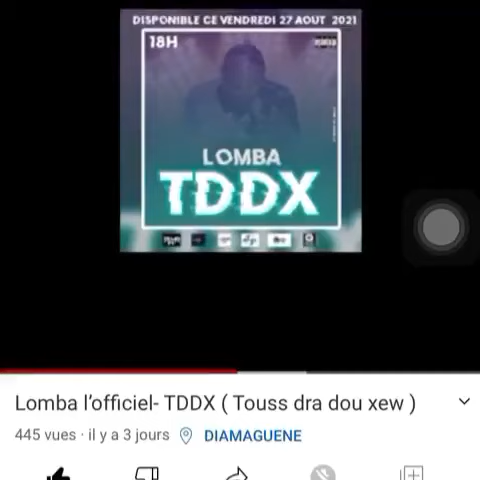 DISPONIBLE CE VENDREDI 27 AOUT 2021
18H
LOMBA
TDDX
Lomba l'officiel- TDDX ( Touss dra dou xew )
445 vues · il y a 3 jours DIAMAGUENE